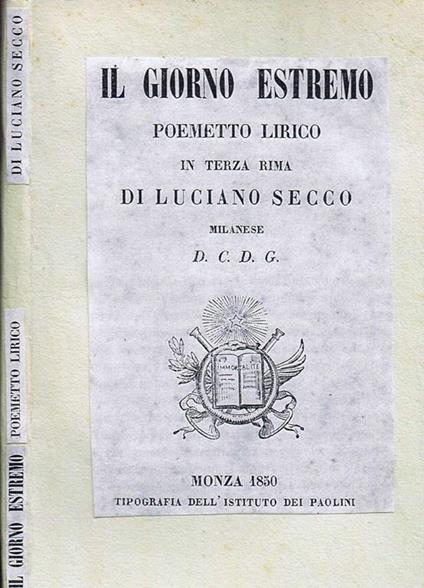 IL GIORNO ESTREMO
POEMETTO LIRICO
IN TERZA RIMA
DI LUCIANO SECCO
MILANESE
D. C. D. G.
IMMORTALITÉ
MONZA 1850
TIPOGRAFIA DELL'ISTITUTO DEI PAOLINI
IL GIORNO ESTREMO
POEMETTO LIRICO
DI LUCIANO SECCO